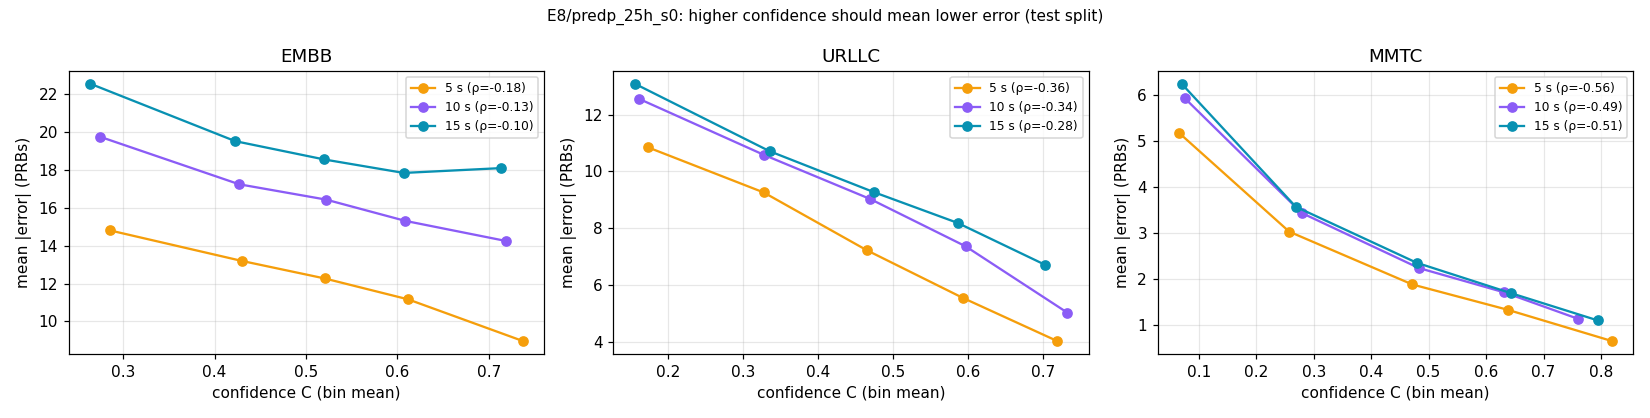 E8/predp_25h_s0: higher confidence should mean lower error (test split)
EMBB
mean |error| (PRBs)
22
20
18
16
14
12
10
5 s (ρ=-0.18)
10 s (ρ=-0.13)
15 s (ρ=-0.10)
0.3 0.4 0.5 0.6 0.7
confidence C (bin mean)
URLLC
mean |error| (PRBs)
12
10
8
6
4
5 s (ρ=-0.36)
10 s (ρ=-0.34)
15 s (ρ=-0.28)
0.2 0.3 0.4 0.5 0.6 0.7
confidence C (bin mean)
MMTC
mean |error| (PRBs)
6
5
4
3
2
1
5 s (ρ=-0.56)
10 s (ρ=-0.49)
15 s (ρ=-0.51)
0.1 0.2 0.3 0.4 0.5 0.6 0.7 0.8
confidence C (bin mean)